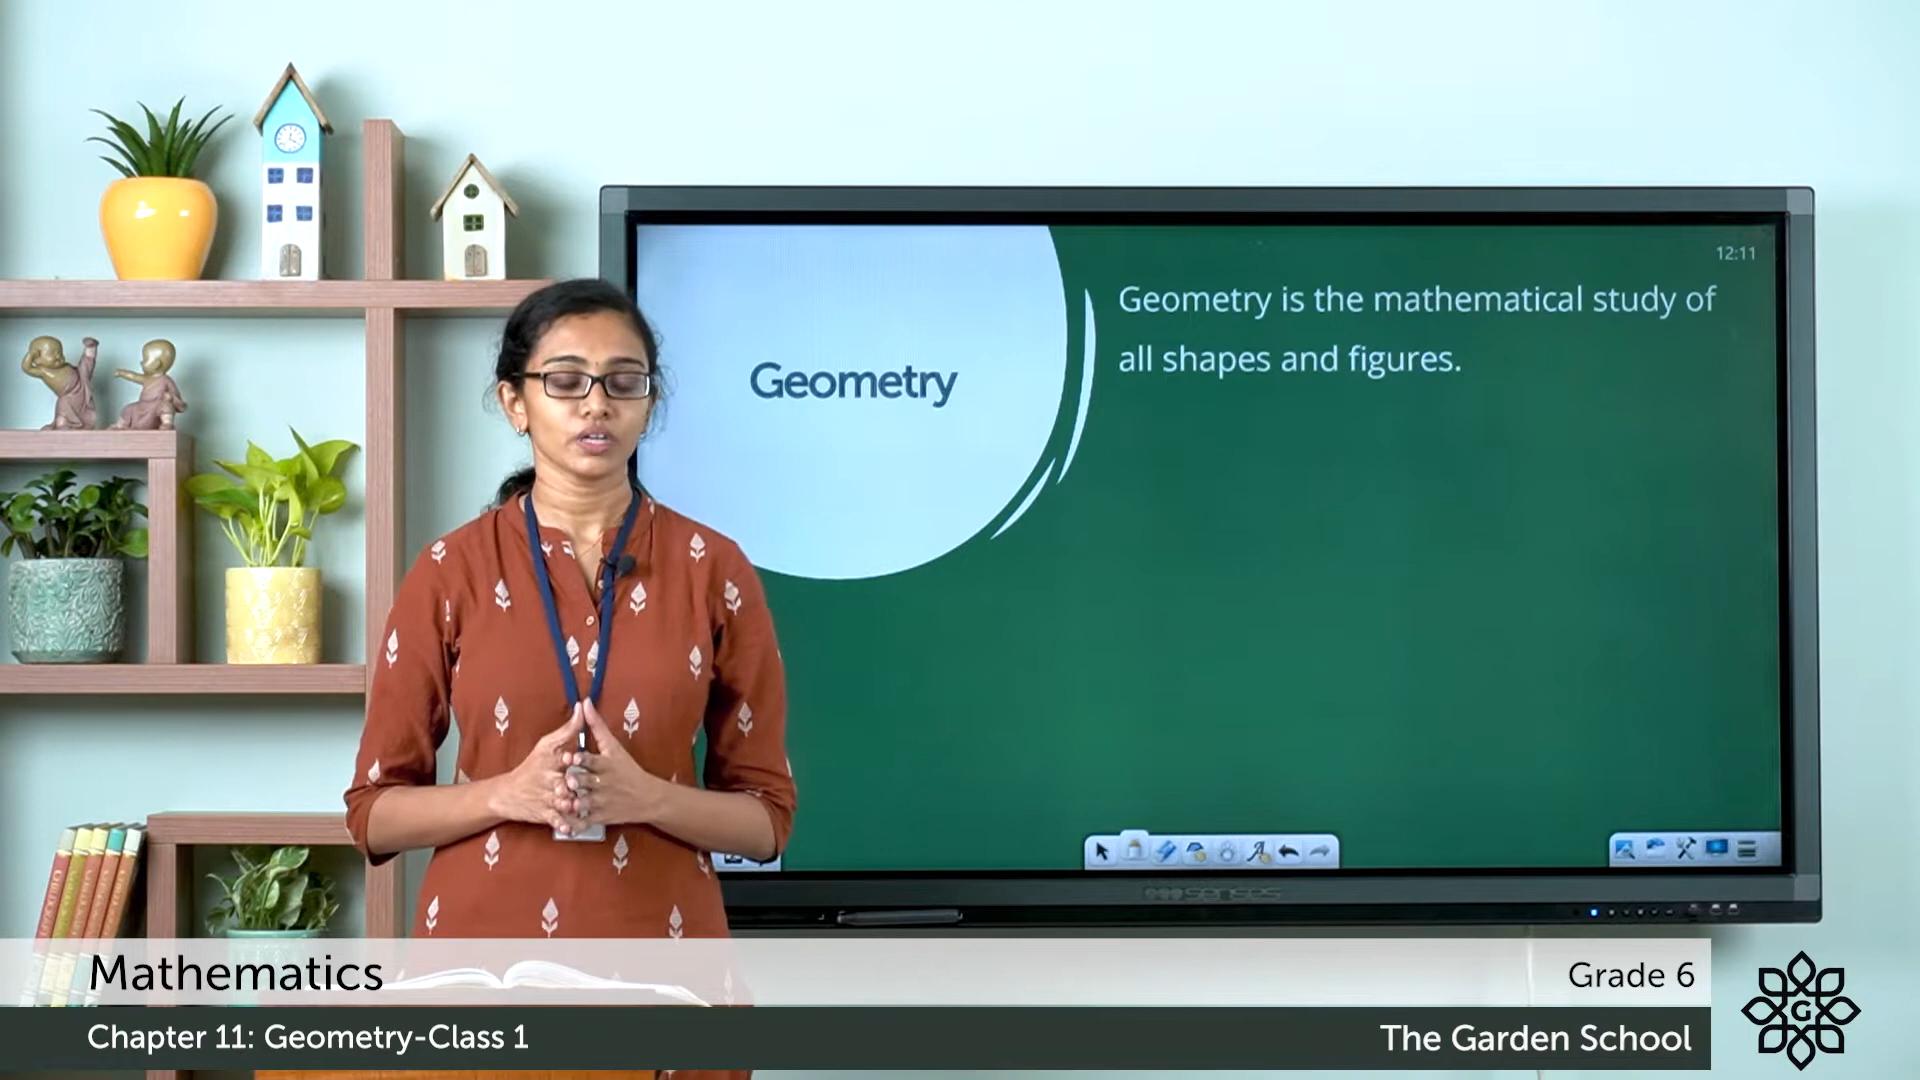 12:11
Geometry is the mathematical study of
all shapes and figures.
Geometry
Mathematics
Grade 6
Chapter 11: Geometry-Class 1
The Garden School
G